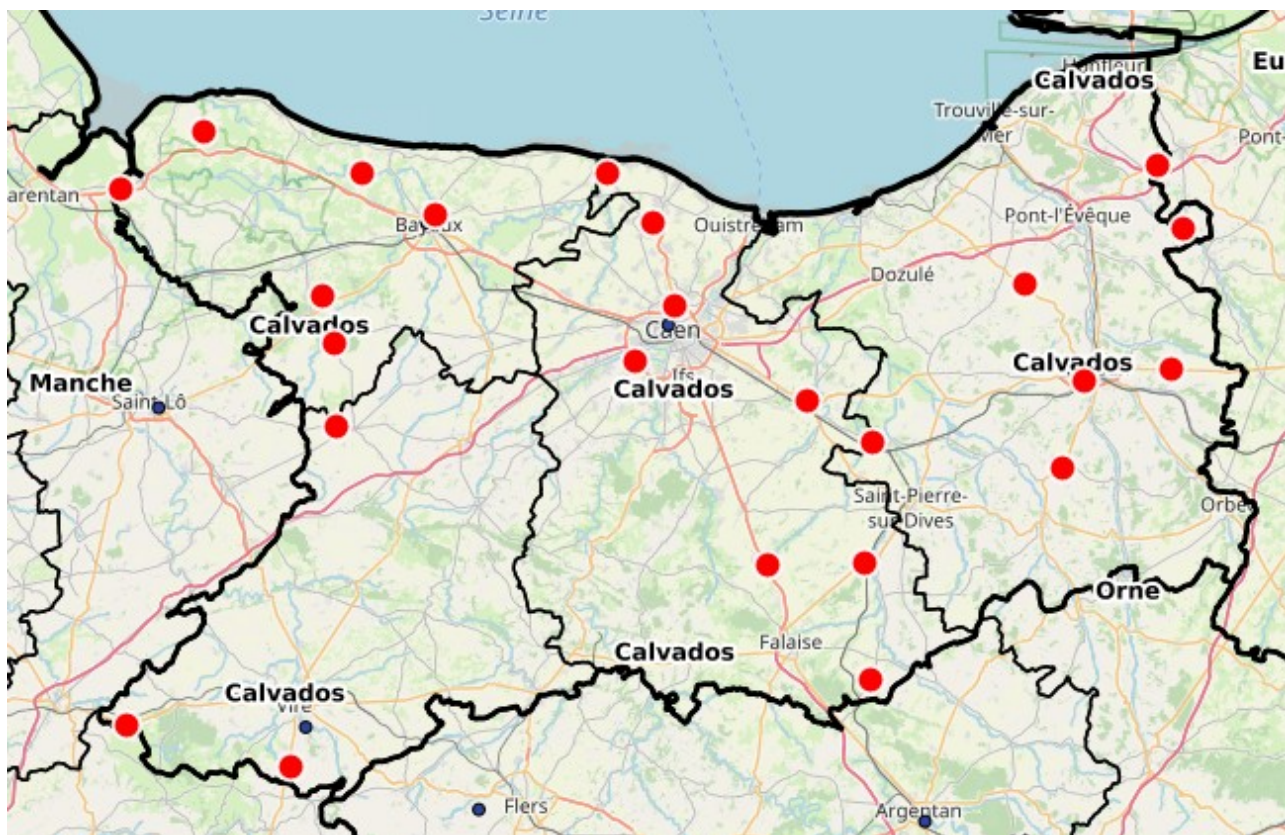 Seine
Honfleur
Calvados
Eu
Trouville-sur-
Mer
Pont-
arentan
Pont-l'Évêque
Bayeux
Ouistreham
Dozulé
Calvados
Caen
Calvados
Manche
Saint-Lô
Ifs
Calvados
Saint-Pierre-
sur-Dives
Orbec
Orne
Falaise
Calvados
Calvados
Vire
Flers
Argentan